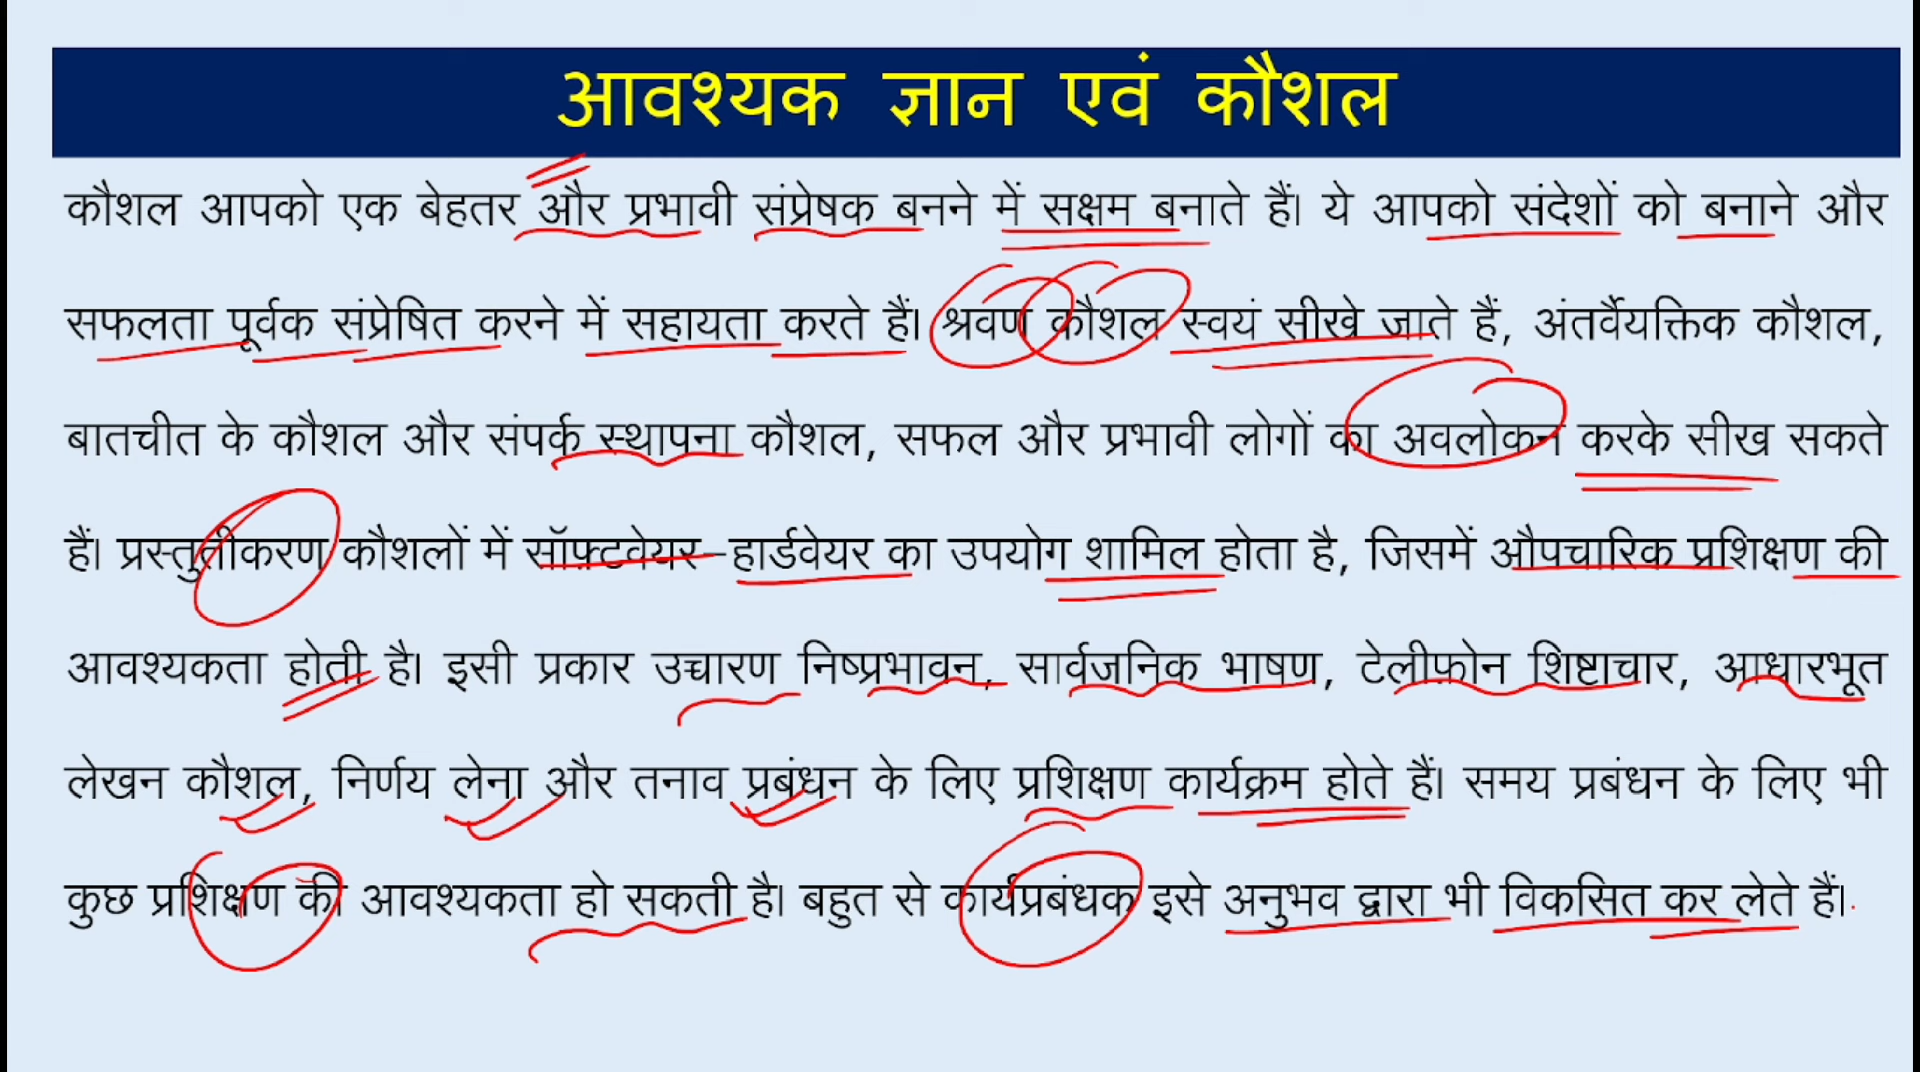 आवश्यक ज्ञान एवं कौशल
कौशल आपको एक बेहतर और प्रभावी संप्रेषक बनने में सक्षम बनाते हैं। ये आपको संदेशों को बनाने और
सफलता पूर्वक संप्रेषित करने में सहायता करते हैं। श्रवण कौशल स्वयं सीखे जाते हैं, अंतर्वैयक्तिक कौशल,
बातचीत के कौशल और संपर्क स्थापना कौशल, सफल और प्रभावी लोगों का अवलोकन करके सीख सकते
हैं। प्रस्तुतीकरण कौशलों में सॉफ़्टवेयर–हार्डवेयर का उपयोग शामिल होता है, जिसमें औपचारिक प्रशिक्षण की
आवश्यकता होती है। इसी प्रकार उच्चारण निष्प्रभावन, सार्वजनिक भाषण, टेलीफ़ोन शिष्टाचार, आधारभूत
लेखन कौशल, निर्णय लेना और तनाव प्रबंधन के लिए प्रशिक्षण कार्यक्रम होते हैं। समय प्रबंधन के लिए भी
कुछ प्रशिक्षण की आवश्यकता हो सकती है। बहुत से कार्यप्रबंधक इसे अनुभव द्वारा भी विकसित कर लेते हैं।